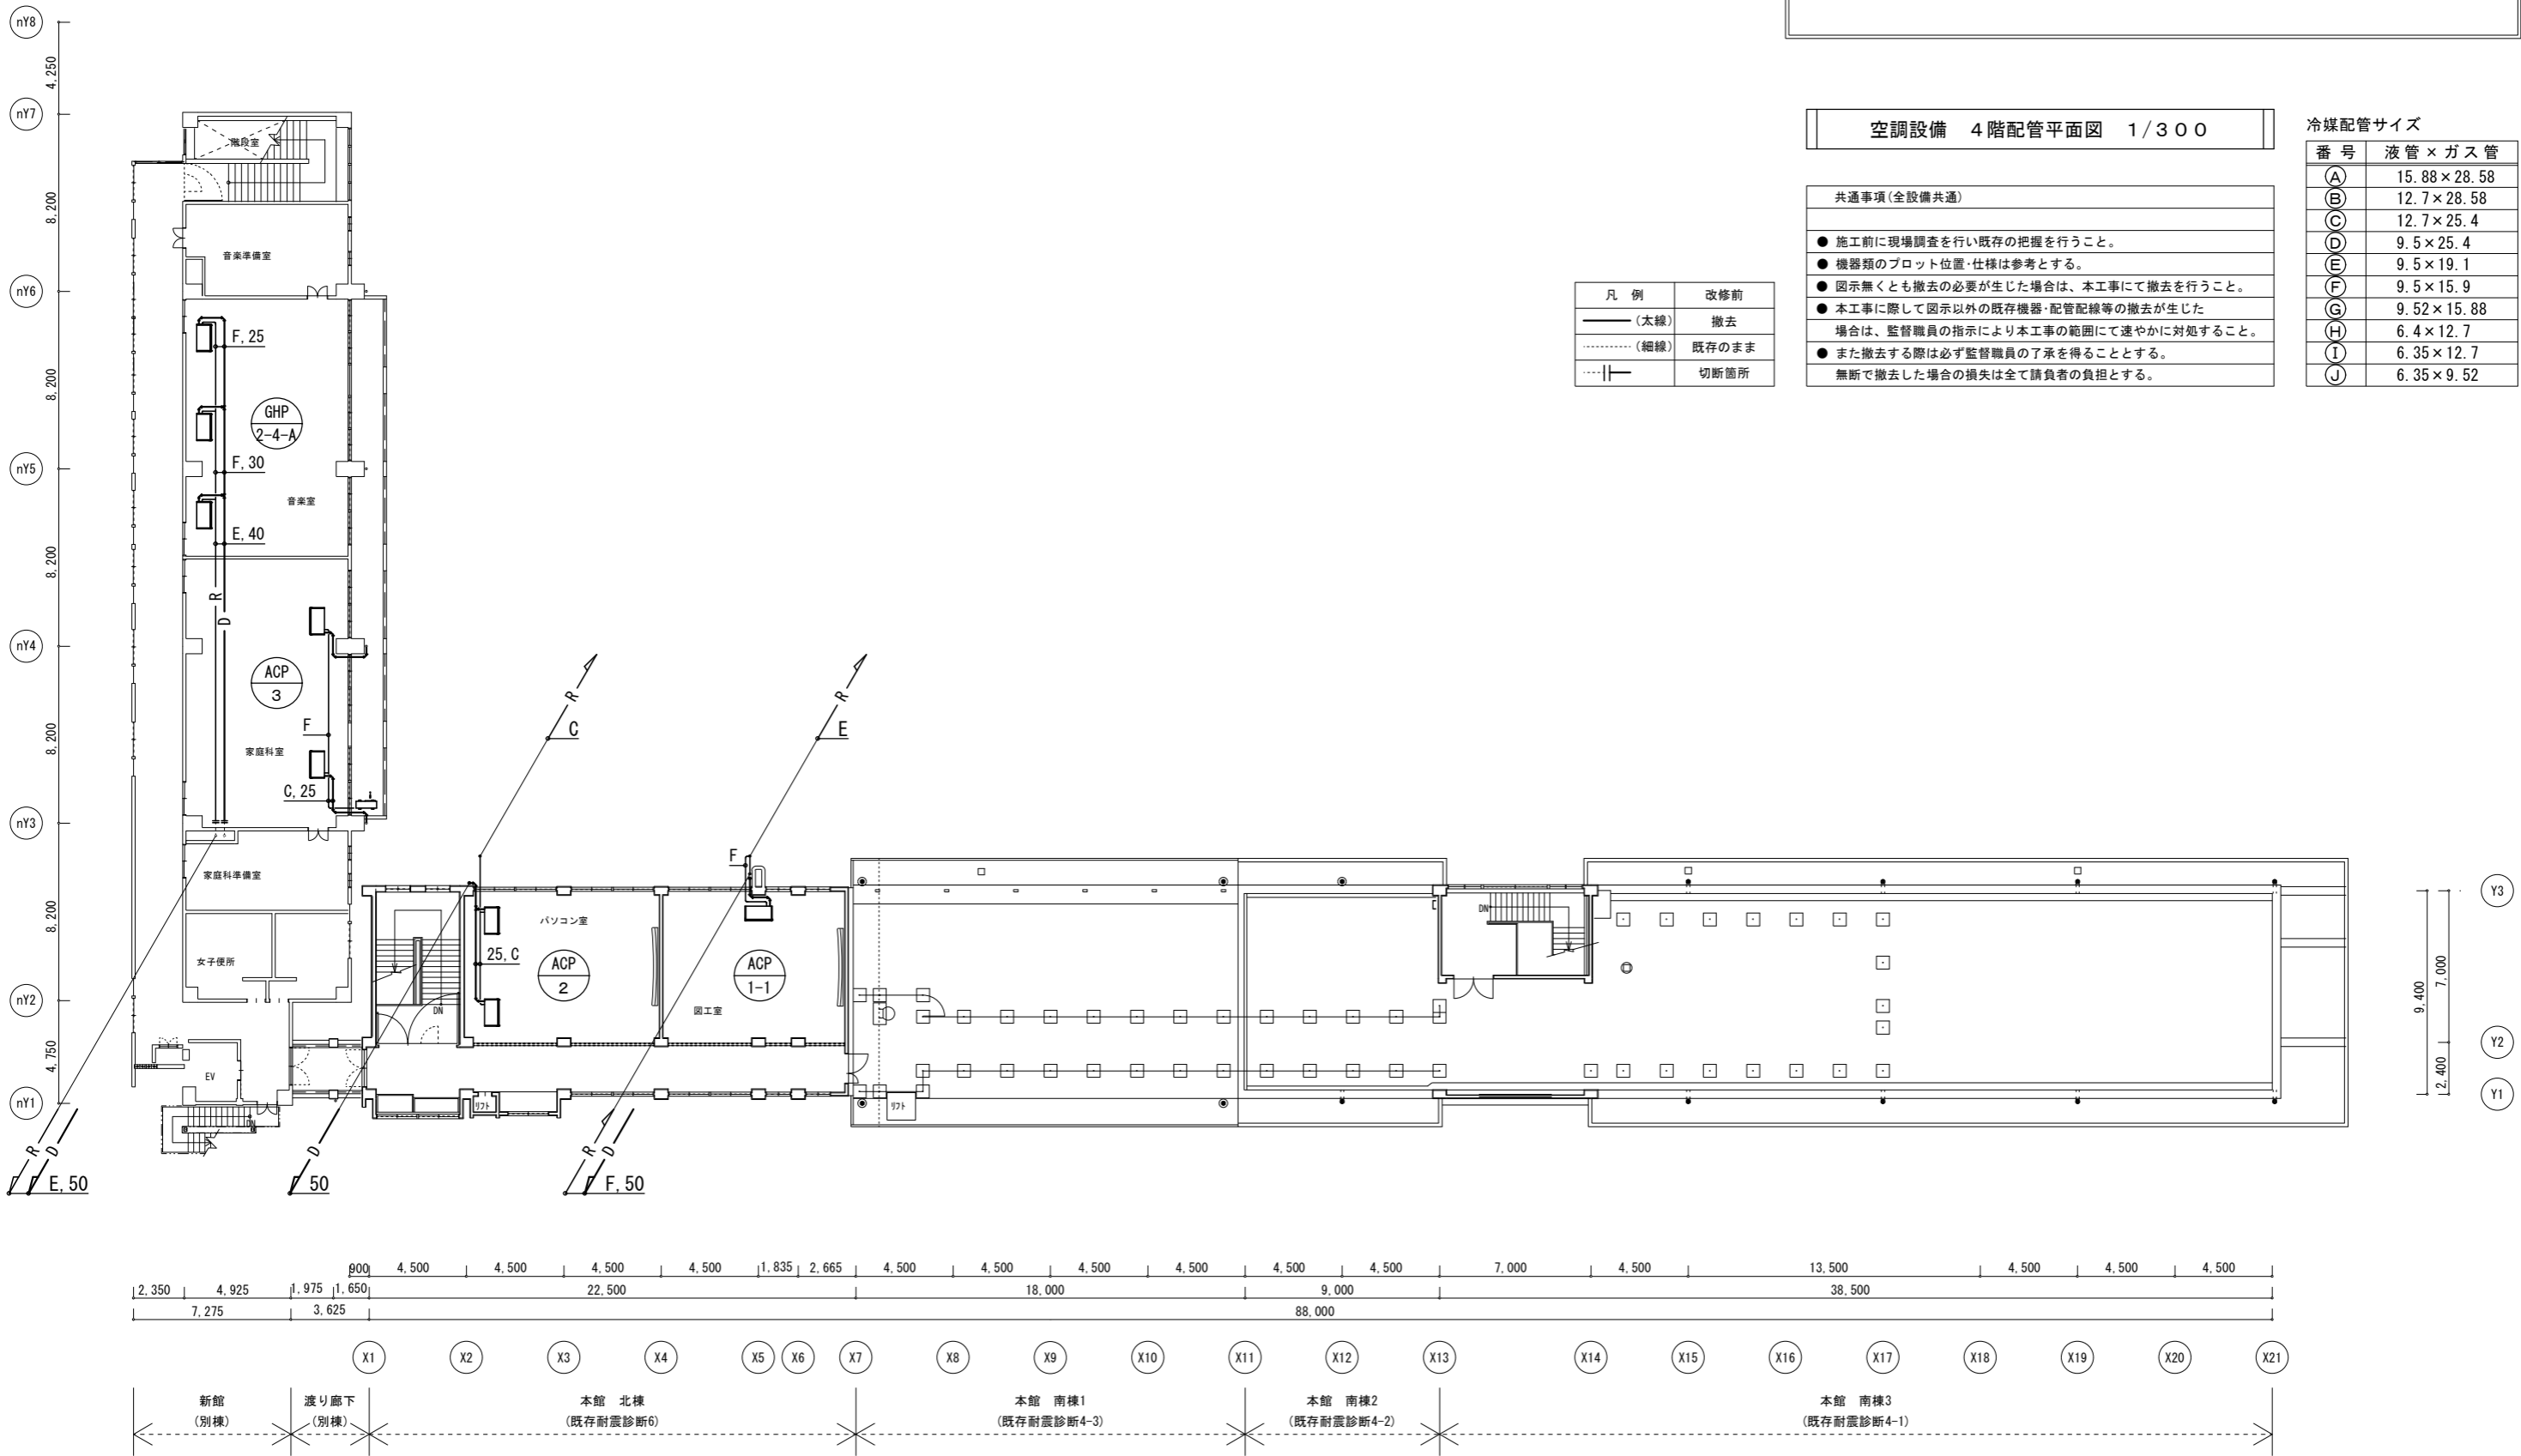 空調設備　４階配管平面図　１/３００
冷媒配管サイズ
番 号　液管×ガス管
A　15.88×28.58
B　12.7×28.58
C　12.7×25.4
D　9.5×25.4
E　9.5×19.1
F　9.5×15.9
G　9.52×15.88
H　6.4×12.7
I　6.35×12.7
J　6.35×9.52
共通事項(全設備共通)
● 施工前に現場調査を行い既存の把握を行うこと。
● 機器類のプロット位置･仕様は参考とする。
● 図示無くとも撤去の必要が生じた場合は、本工事にて撤去を行うこと。
● 本工事に際して図示以外の既存機器･配管配線等の撤去が生じた
場合は、監督職員の指示により本工事の範囲にて速やかに対処すること。
● また撤去する際は必ず監督職員の了承を得ることとする。
無断で撤去した場合の損失は全て請負者の負担とする。
凡　例　改修前
(太線)　撤去
(細線)　既存のまま
切断箇所
nY8
4,250
nY7
8,200
nY6
8,200
nY5
8,200
nY4
8,200
nY3
8,200
nY2
4,750
nY1
階段室
音楽準備室
F,25
GHP
2-4-A
F,30
音楽室
E,40
R
D
ACP
3
F
家庭科室
C,25
家庭科準備室
女子便所
EV
DN
R
C
R
E
F
パソコン室
25,C
ACP
2
ACP
1-1
図工室
DN
DN
リフト
リフト
R
D
E,50
D
50
R
D
F,50
Y3
7,000
9,400
Y2
2,400
Y1
900　4,500　4,500　4,500　4,500　1,835　2,665　4,500　4,500　4,500　4,500　4,500　4,500　7,000　4,500　13,500　4,500　4,500　4,500
2,350　4,925　1,975　1,650　22,500　18,000　9,000　38,500
7,275　3,625　88,000
X1　X2　X3　X4　X5　X6　X7　X8　X9　X10　X11　X12　X13　X14　X15　X16　X17　X18　X19　X20　X21
新館　渡り廊下　本館　北棟　本館　南棟1　本館　南棟2　本館　南棟3
(別棟)　(別棟)　(既存耐震診断6)　(既存耐震診断4-3)　(既存耐震診断4-2)　(既存耐震診断4-1)